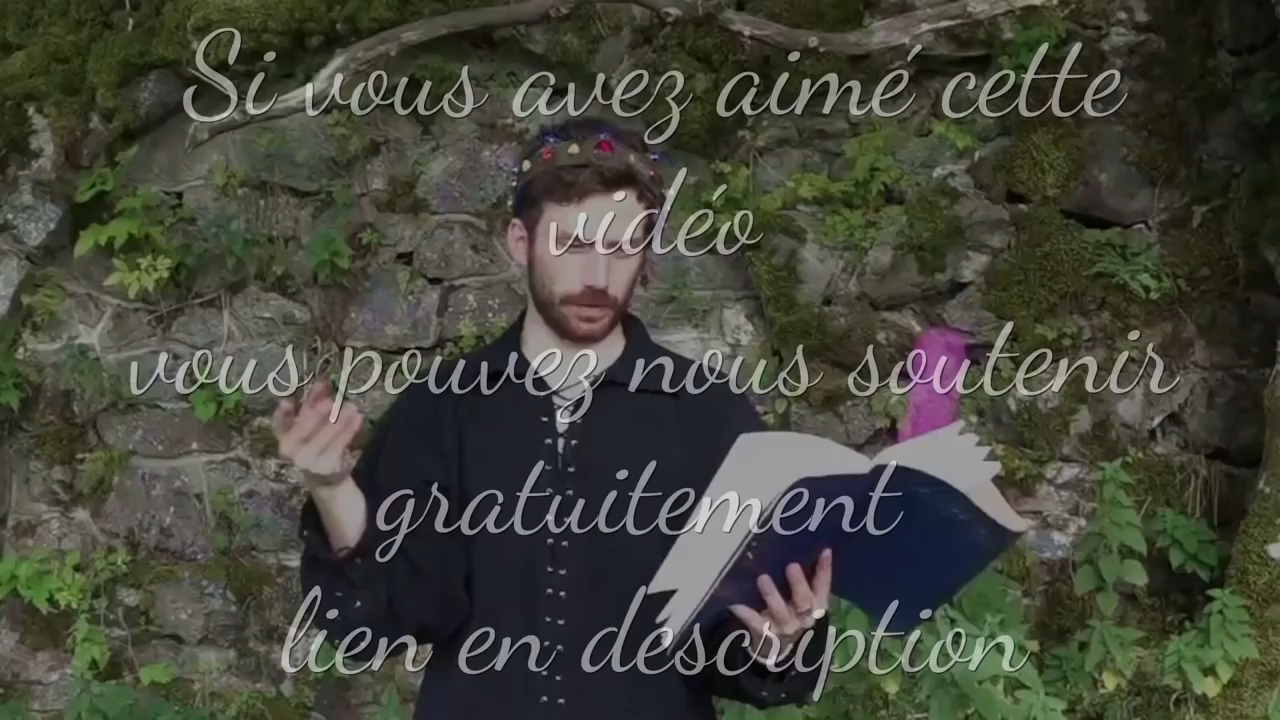 Si vous avez aimé cette
vidéo
vous pouvez nous soutenir
gratuitement
lien en description